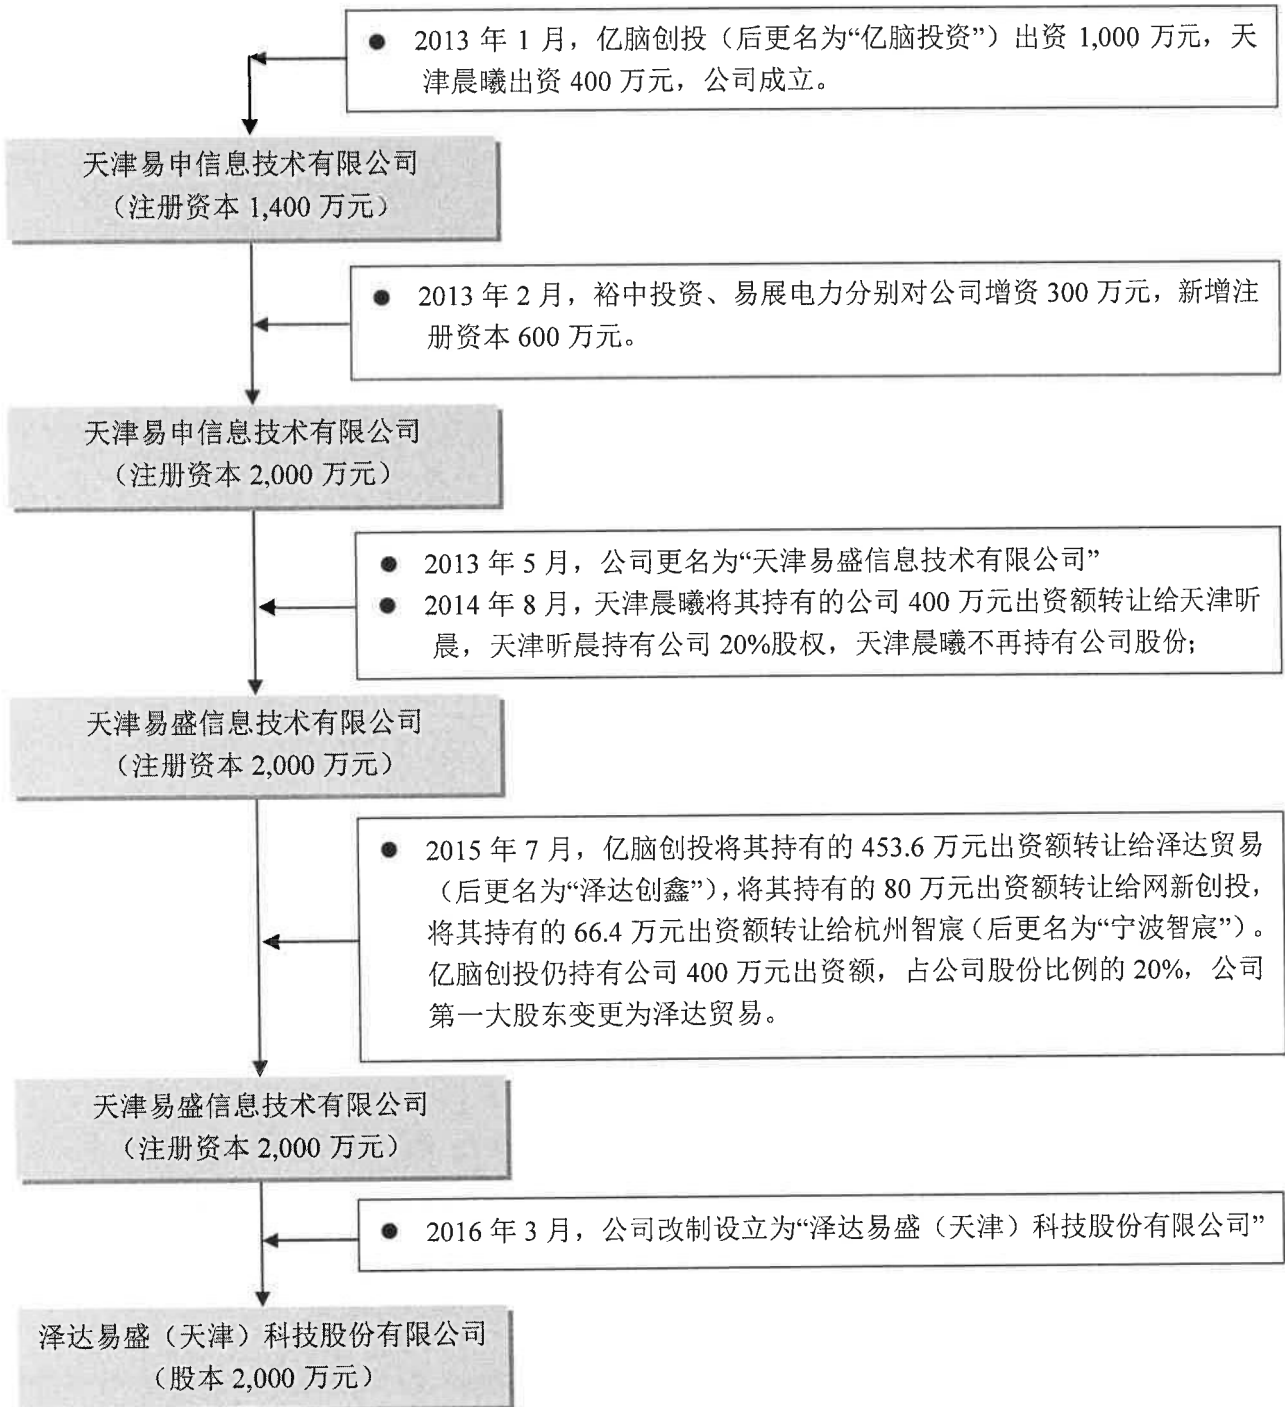 ● 2013 年 1 月，亿脑创投（后更名为“亿脑投资”）出资 1,000 万元，天
津晨曦出资 400 万元，公司成立。
天津易申信息技术有限公司
（注册资本 1,400 万元）
● 2013 年 2 月，裕中投资、易展电力分别对公司增资 300 万元，新增注
册资本 600 万元。
天津易申信息技术有限公司
（注册资本 2,000 万元）
● 2013 年 5 月，公司更名为“天津易盛信息技术有限公司”
● 2014 年 8 月，天津晨曦将其持有的公司 400 万元出资额转让给天津昕
晨，天津昕晨持有公司 20%股权，天津晨曦不再持有公司股份；
天津易盛信息技术有限公司
（注册资本 2,000 万元）
● 2015 年 7 月，亿脑创投将其持有的 453.6 万元出资额转让给泽达贸易
（后更名为“泽达创鑫”），将其持有的 80 万元出资额转让给网新创投，
将其持有的 66.4 万元出资额转让给杭州智宸（后更名为“宁波智宸”）。
亿脑创投仍持有公司 400 万元出资额，占公司股份比例的 20%，公司
第一大股东变更为泽达贸易。
天津易盛信息技术有限公司
（注册资本 2,000 万元）
● 2016 年 3 月，公司改制设立为“泽达易盛（天津）科技股份有限公司”
泽达易盛（天津）科技股份有限公司
（股本 2,000 万元）